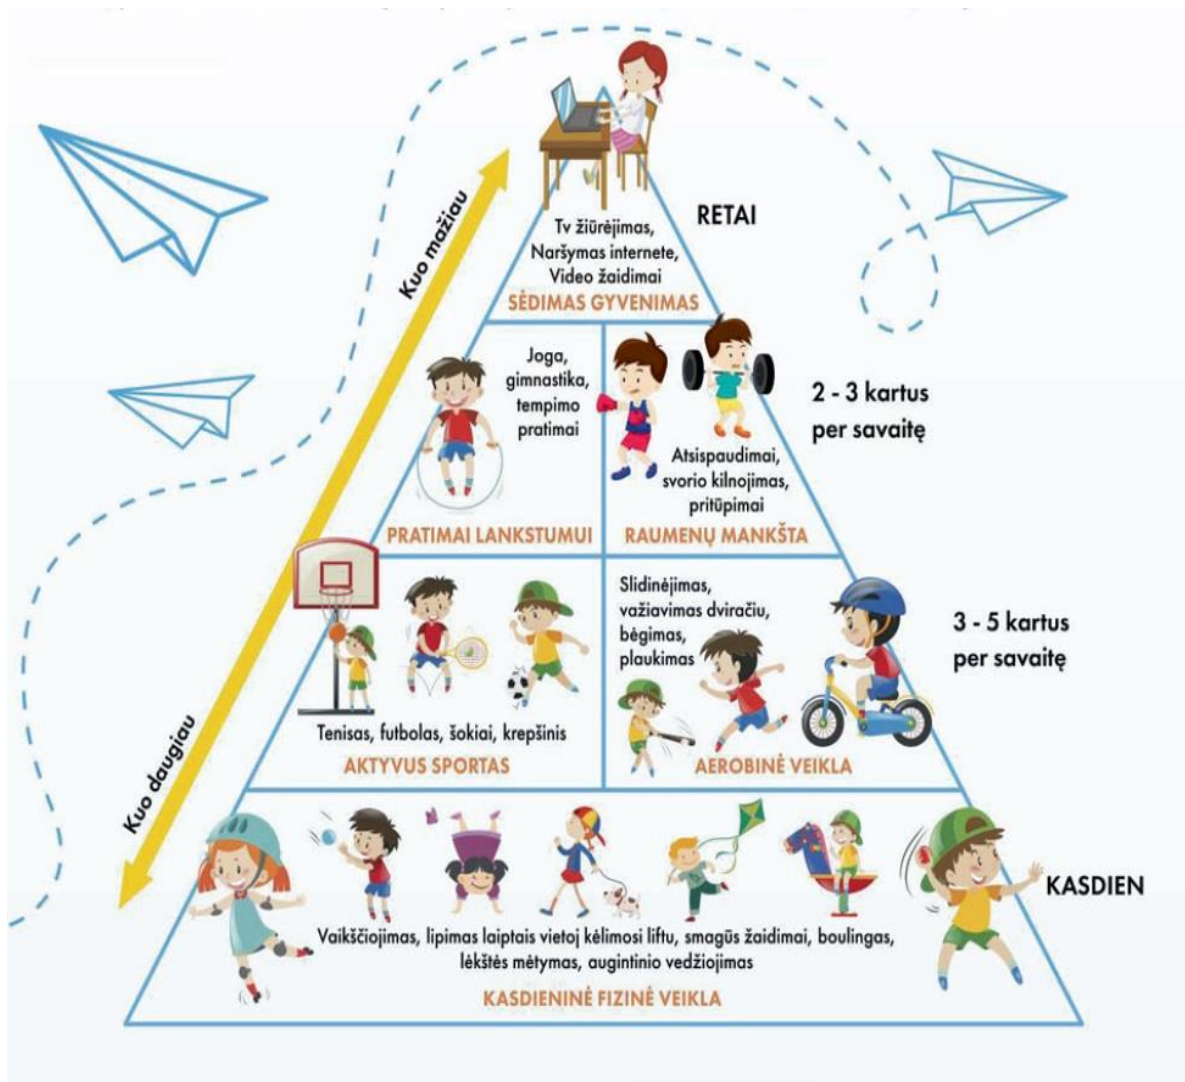 Kuo mažiau
Kuo daugiau
RETAI
Tv žiūrėjimas,
Naršymas internete,
Video žaidimai
SĖDIMAS GYVENIMAS
Joga,
gimnastika,
tempimo
pratimai
PRATIMAI LANKSTUMUI
Atsispaudimai,
svorio kilnojimas,
pritūpimai
RAUMENŲ MANKŠTA
2 - 3 kartus
per savaitę
Tenisas, futbolas, šokiai, krepšinis
AKTYVUS SPORTAS
Slidinėjimas,
važiavimas dviračiu,
bėgimas,
plaukimas
AEROBINĖ VEIKLA
3 - 5 kartus
per savaitę
Vaikščiojimas, lipimas laiptais vietoj kėlimosi liftu, smagūs žaidimai, boulingas,
lėkštės mėtymas, augintinio vedžiojimas
KASDIENINĖ FIZINĖ VEIKLA
KASDIEN